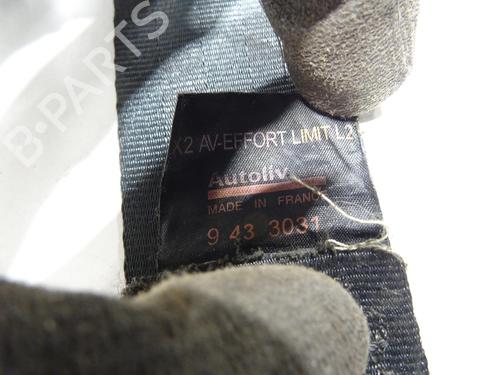 B-PARTS
X2 AV-EFFORT LIMIT L2
Autoliv
MADE IN FRANCE
9 43 3031